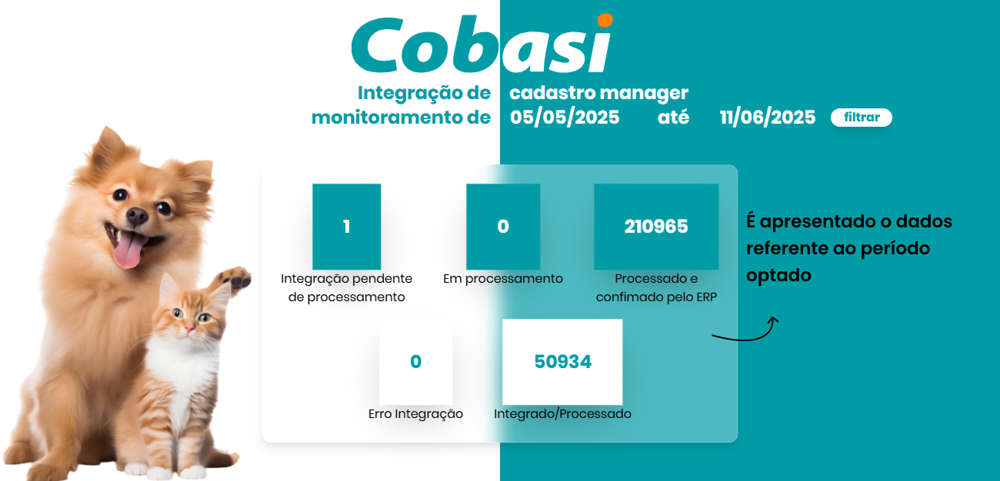 Cobasi
Integração de cadastro manager
monitoramento de 05/05/2025 até 11/06/2025 filtrar
1
0
210965
Integração pendente
de processamento
Em processamento
Processado e
confimado pelo ERP
É apresentado o dados
referente ao período
optado
0
50934
Erro Integração
Integrado/Processado